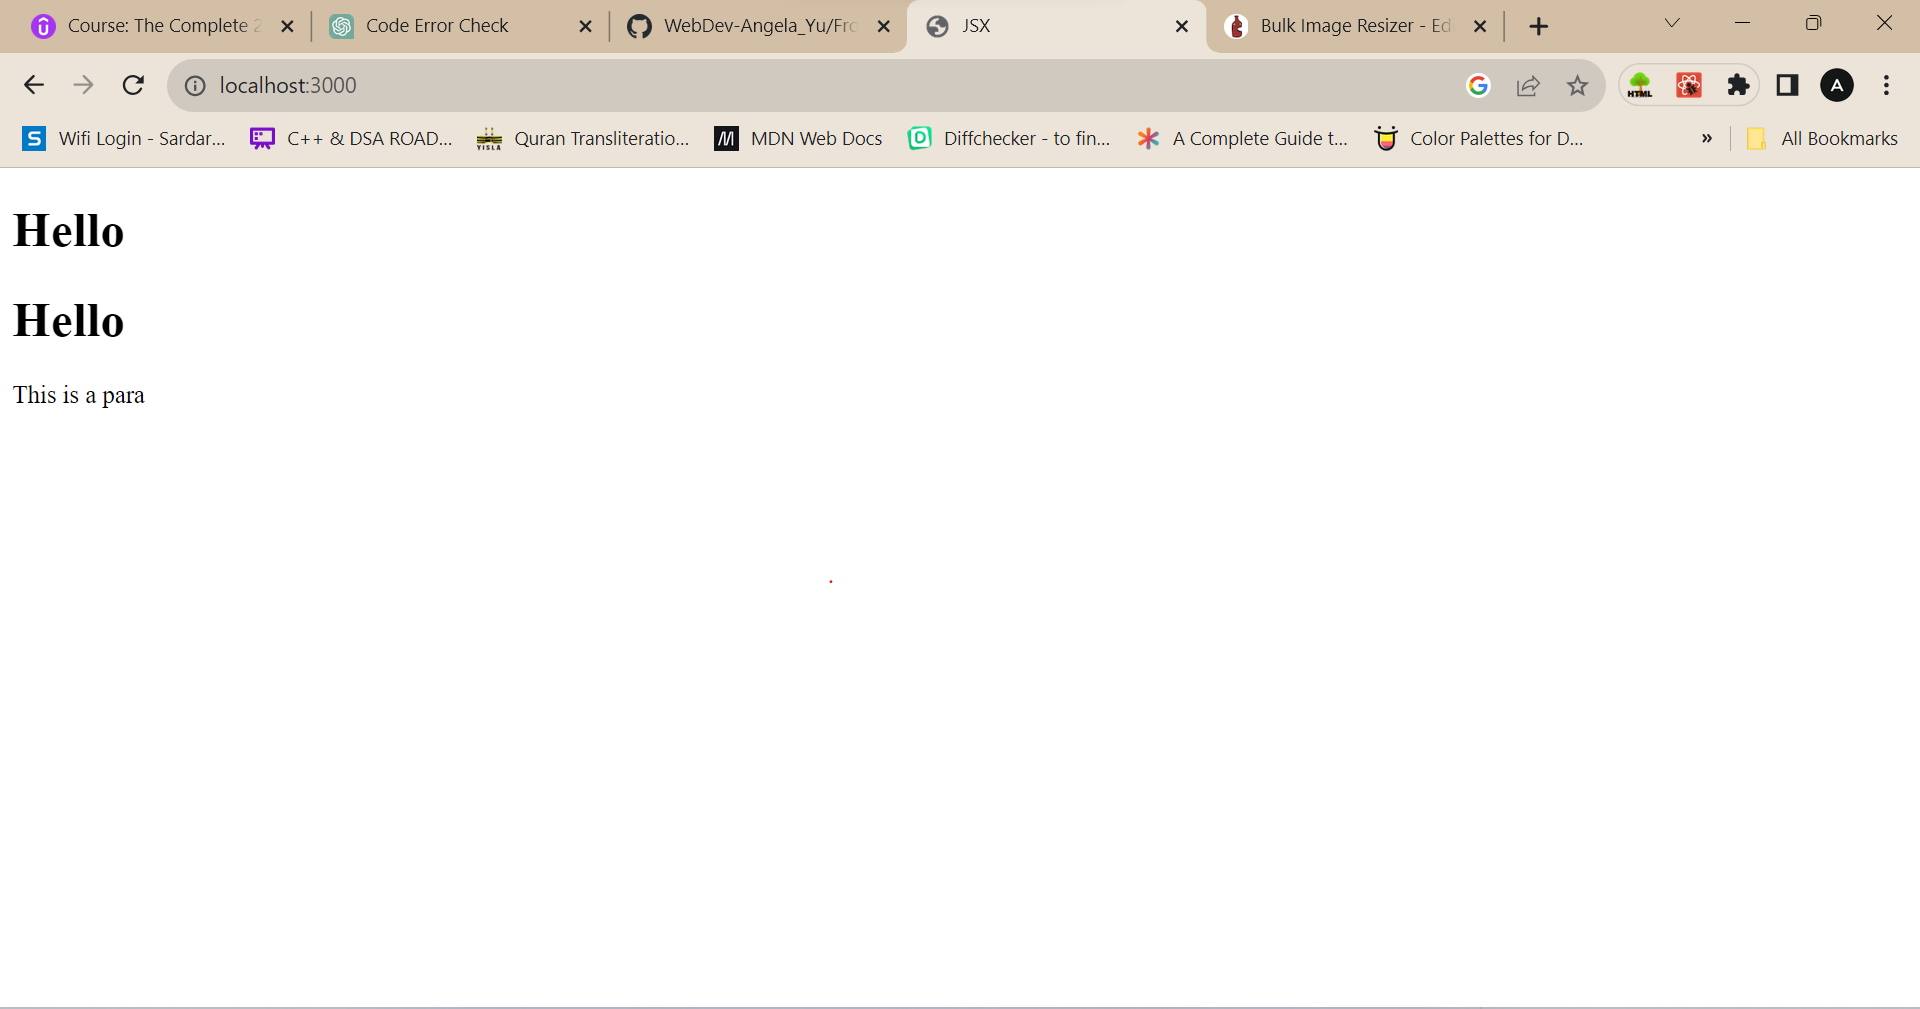 Course: The Complete 2
Code Error Check
WebDev-Angela_Yu/Fro
JSX
Bulk Image Resizer - Ed
localhost:3000
HTML
A
S
Wifi Login - Sardar...
C++ & DSA ROAD...
YISLA
Quran Transliteratio...
M
MDN Web Docs
D
Diffchecker - to fin...
A Complete Guide t...
Color Palettes for D...
»
All Bookmarks
Hello
Hello
This is a para